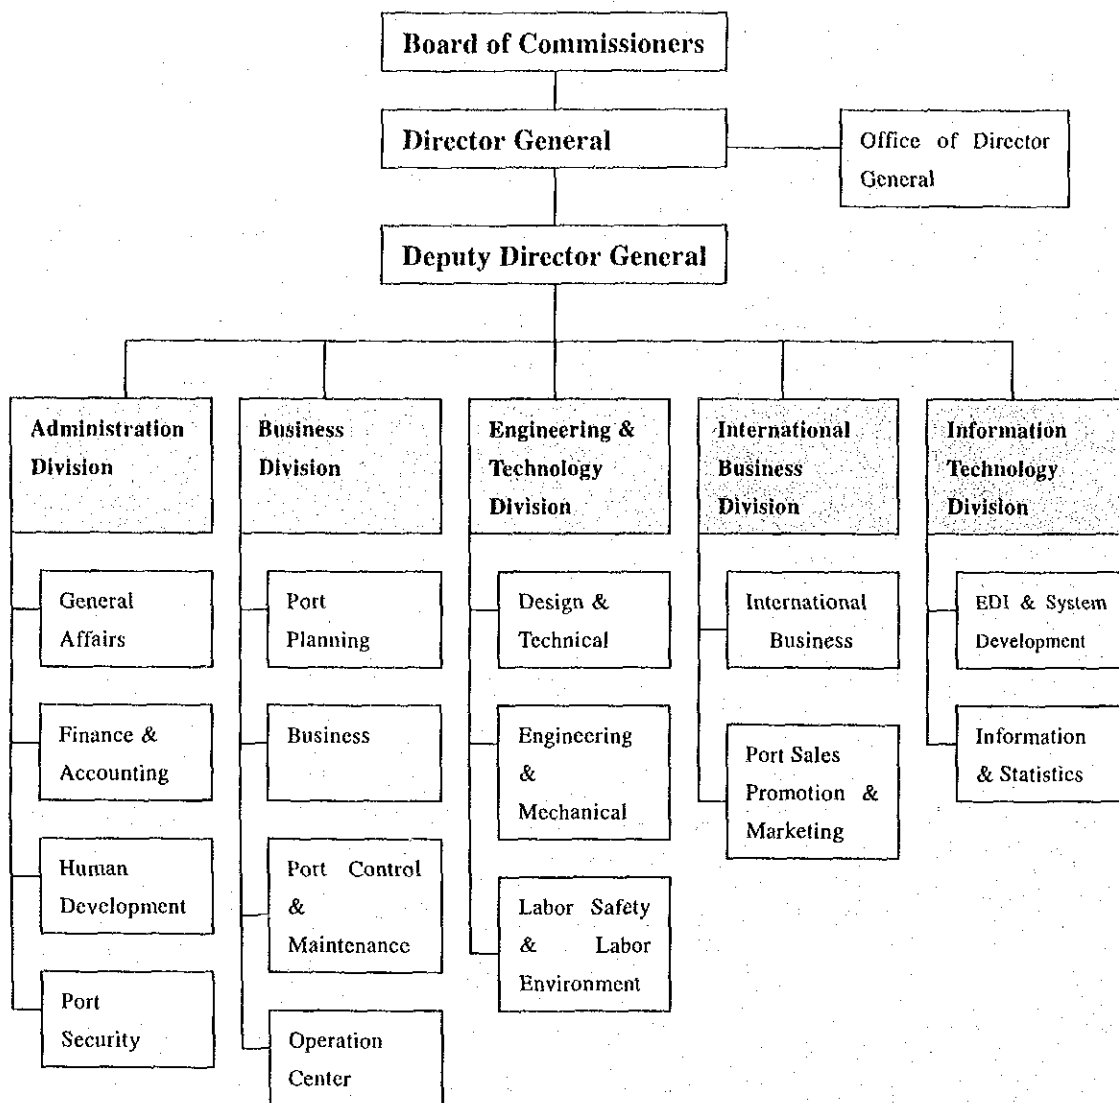 Board of Commissioners
Director General
Office of Director
General
Deputy Director General
Administration
Division
General
Affairs
Finance &
Accounting
Human
Development
Port
Security
Business
Division
Port
Planning
Business
Port Control
&
Maintenance
Operation
Center
Engineering &
Technology
Division
Design &
Technical
Engineering
&
Mechanical
Labor Safety
& Labor
Environment
International
Business
Division
International
Business
Port Sales
Promotion &
Marketing
Information
Technology
Division
EDI & System
Development
Information
& Statistics